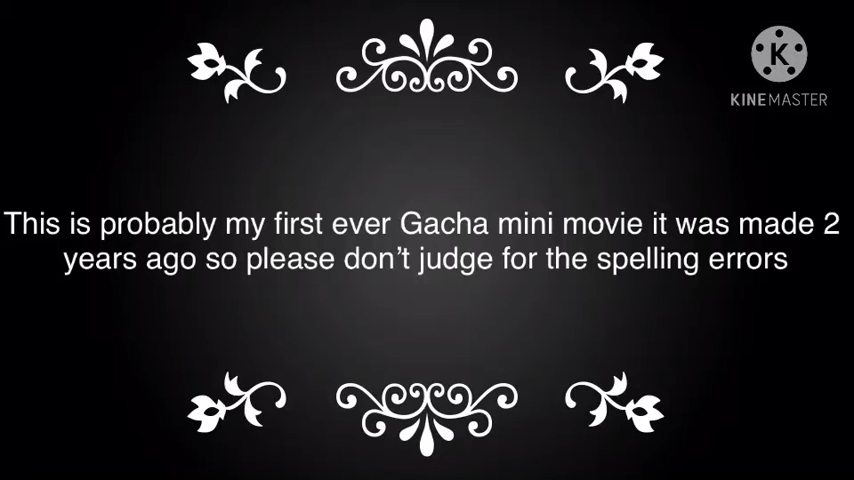 K
KINEMASTER
This is probably my first ever Gacha mini movie it was made 2
years ago so please don’t judge for the spelling errors